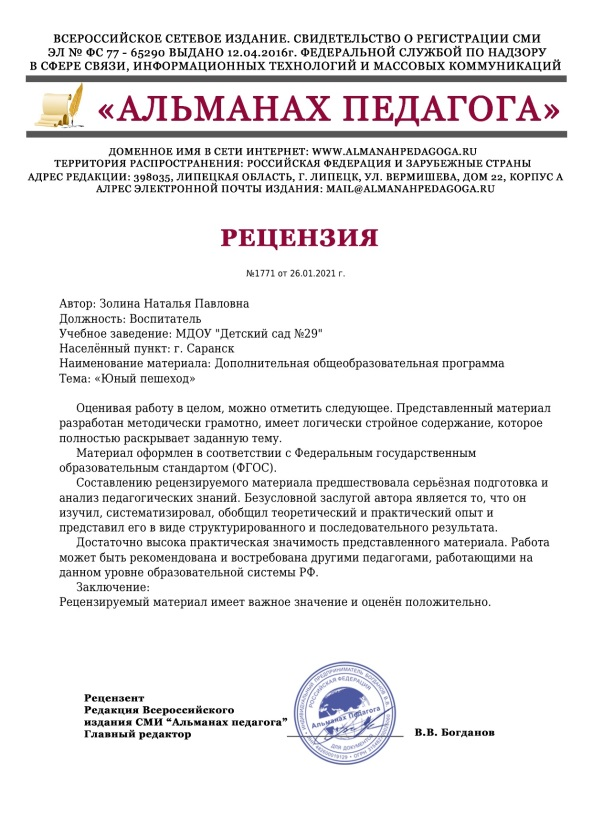 ВСЕРОССИЙСКОЕ СЕТЕВОЕ ИЗДАНИЕ. СВИДЕТЕЛЬСТВО О РЕГИСТРАЦИИ СМИ
ЭЛ № ФС 77 - 65290 ВЫДАНО 12.04.2016г. ФЕДЕРАЛЬНОЙ СЛУЖБОЙ ПО НАДЗОРУ
В СФЕРЕ СВЯЗИ, ИНФОРМАЦИОННЫХ ТЕХНОЛОГИЙ И МАССОВЫХ КОММУНИКАЦИЙ
«АЛЬМАНАХ ПЕДАГОГА»
ДОМЕННОЕ ИМЯ В СЕТИ ИНТЕРНЕТ: WWW.ALMANAHPEDAGOGA.RU
ТЕРРИТОРИЯ РАСПРОСТРАНЕНИЯ: РОССИЙСКАЯ ФЕДЕРАЦИЯ И ЗАРУБЕЖНЫЕ СТРАНЫ
АДРЕС РЕДАКЦИИ: 398035, ЛИПЕЦКАЯ ОБЛАСТЬ, Г. ЛИПЕЦК, УЛ. ВЕРМИШЕВА, ДОМ 22, КОРПУС А
АЛРЕС ЭЛЕКТРОННОЙ ПОЧТЫ ИЗДАНИЯ: MAIL@ALMANAHPEDAGOGA.RU
РЕЦЕНЗИЯ
№1771 от 26.01.2021 г.
Автор: Золина Наталья Павловна
Должность: Воспитатель
Учебное заведение: МДОУ "Детский сад №29"
Населённый пункт: г. Саранск
Наименование материала: Дополнительная общеобразовательная программа
Тема: «Юный пешеход»
Оценивая работу в целом, можно отметить следующее. Представленный материал
разработан методически грамотно, имеет логически стройное содержание, которое
полностью раскрывает заданную тему.
Материал оформлен в соответствии с Федеральным государственным
образовательным стандартом (ФГОС).
Составлению рецензируемого материала предшествовала серьёзная подготовка и
анализ педагогических знаний. Безусловной заслугой автора является то, что он
изучил, систематизировал, обобщил теоретический и практический опыт и
представил его в виде структурированного и последовательного результата.
Достаточно высока практическая значимость представленного материала. Работа
может быть рекомендована и востребована другими педагогами, работающими на
данном уровне образовательной системы РФ.
Заключение:
Рецензируемый материал имеет важное значение и оценён положительно.
Рецензент
Редакция Всероссийского
издания СМИ “Альманах педагога”
Главный редактор
РОССИЙСКАЯ ФЕДЕРАЦИЯ
Альманах Педагога
ДЛЯ ДОКУМЕНТОВ
В.В. Богданов